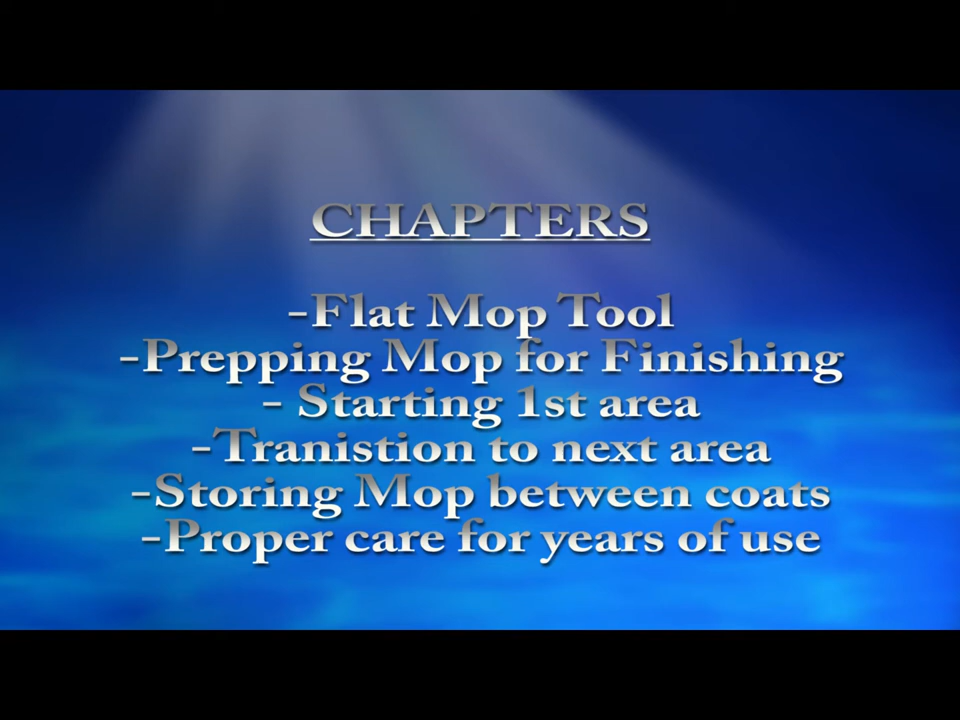 CHAPTERS
-Flat Mop Tool
-Prepping Mop for Finishing
- Starting 1st area
-Tranistion to next area
-Storing Mop between coats
-Proper care for years of use